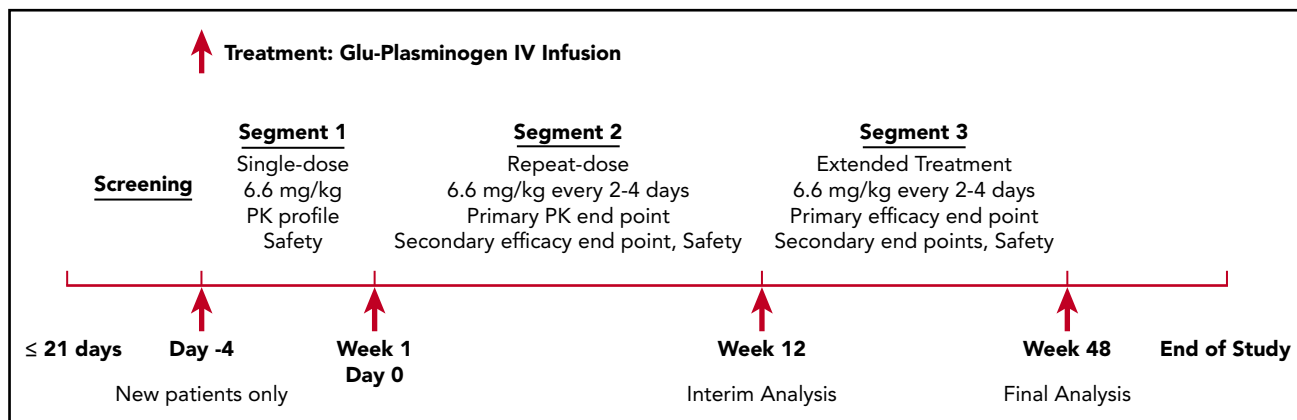 Treatment: Glu-Plasminogen IV Infusion
Screening
Segment 1
Single-dose
6.6 mg/kg
PK profile
Safety
Segment 2
Repeat-dose
6.6 mg/kg every 2-4 days
Primary PK end point
Secondary efficacy end point, Safety
Segment 3
Extended Treatment
6.6 mg/kg every 2-4 days
Primary efficacy end point
Secondary end points, Safety
≤ 21 days
Day -4
New patients only
Week 1
Day 0
Week 12
Interim Analysis
Week 48
Final Analysis
End of Study